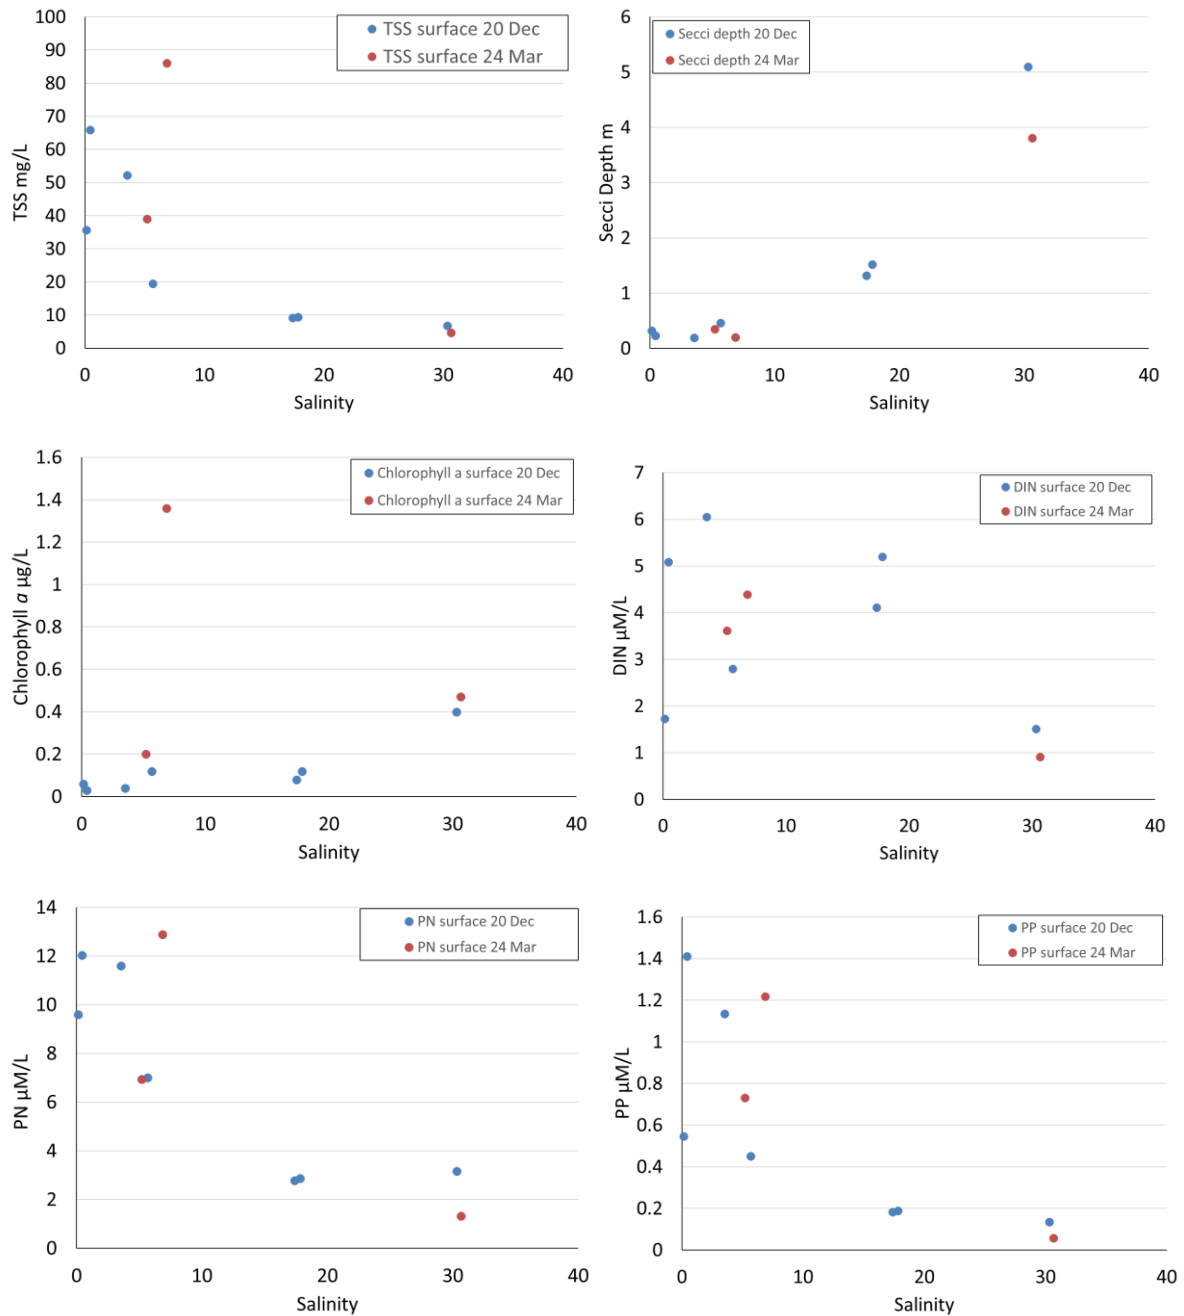 TSS surface 20 Dec
TSS surface 24 Mar
100
90
80
70
60
50
40
30
20
10
0
TSS mg/L
0 10 20 30 40
Salinity
Secci depth 20 Dec
Secci depth 24 Mar
6
5
4
3
2
1
0
Secci Depth m
0 10 20 30 40
Salinity
Chlorophyll a surface 20 Dec
Chlorophyll a surface 24 Mar
1.6
1.4
1.2
1
0.8
0.6
0.4
0.2
0
Chlorophyll a µg/L
0 10 20 30 40
Salinity
DIN surface 20 Dec
DIN surface 24 Mar
7
6
5
4
3
2
1
0
DIN µM/L
0 10 20 30 40
Salinity
PN surface 20 Dec
PN surface 24 Mar
14
12
10
8
6
4
2
0
PN µM/L
0 10 20 30 40
Salinity
PP surface 20 Dec
PP surface 24 Mar
1.6
1.4
1.2
1
0.8
0.6
0.4
0.2
0
PP µM/L
0 10 20 30 40
Salinity